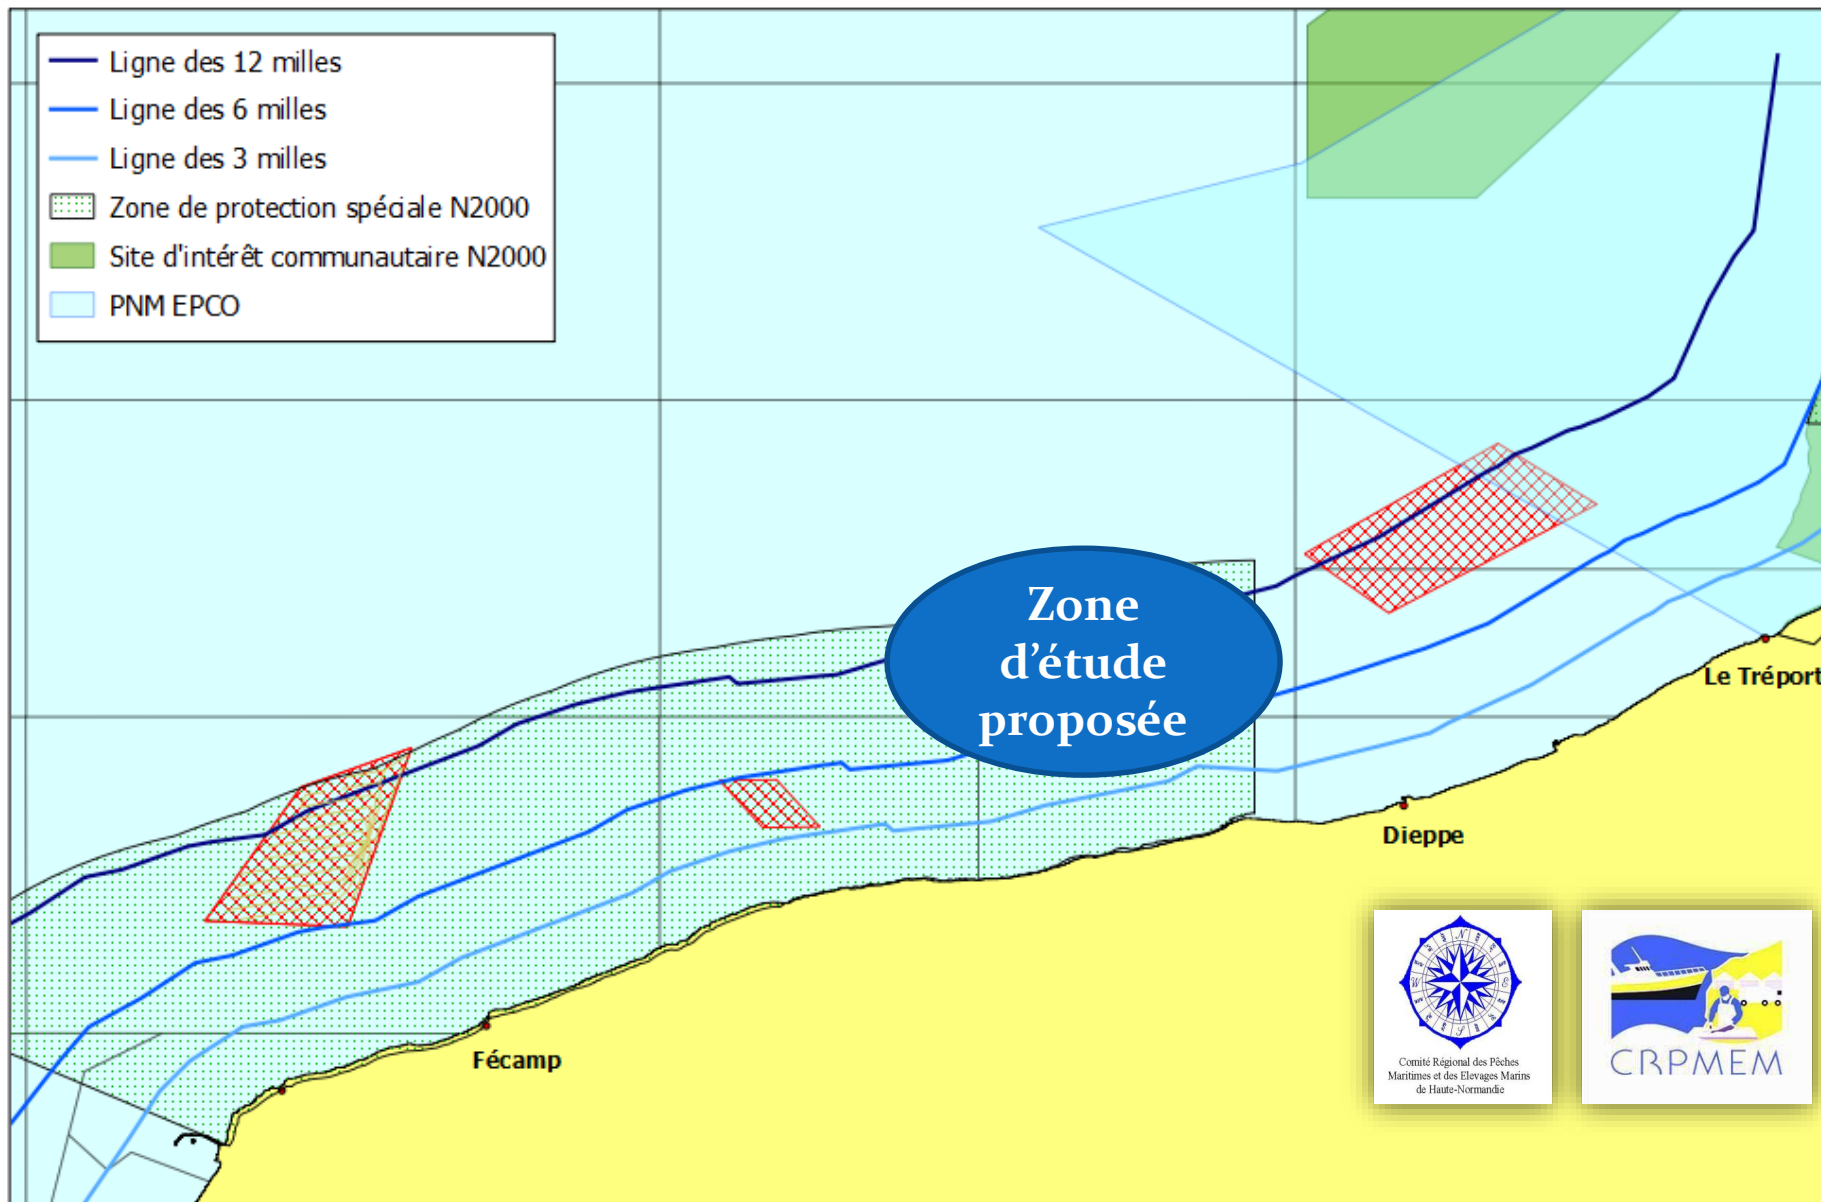 Ligne des 12 milles
Ligne des 6 milles
Ligne des 3 milles
Zone de protection spéciale N2000
Site d'intérêt communautaire N2000
PNM EPCO
Zone
d'étude
proposée
Le Tréport
Dieppe
Fécamp
Comité Régional des Pêches
Maritimes et des Elevages Marins
de Haute-Normandie
CRPMEM